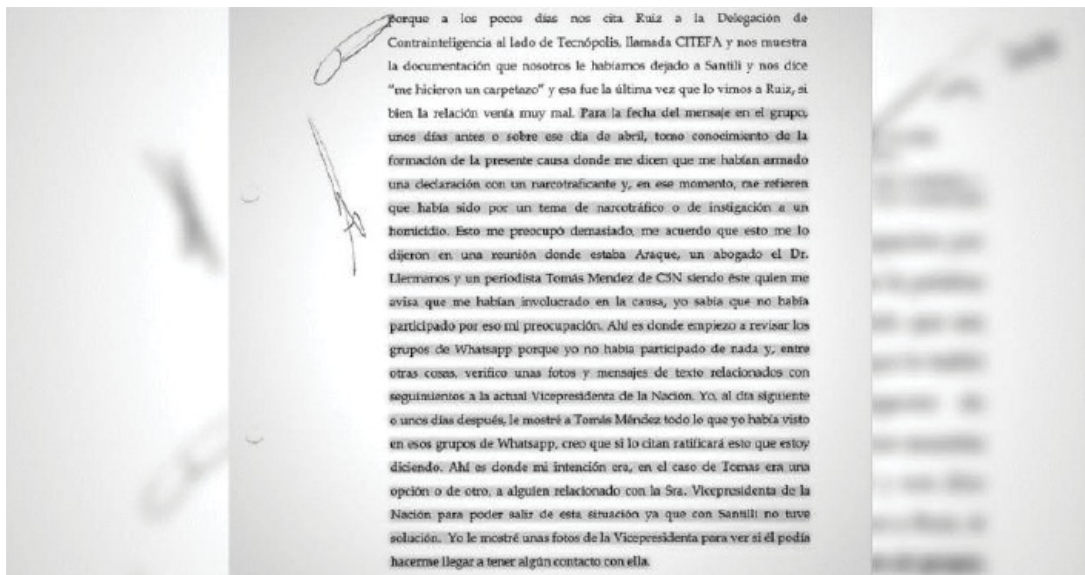 porque a los pocos días nos cita Ruiz a la Delegación de
Contrainteligencia al lado de Tecnópolis, llamada CITEFA y nos muestra
la documentación que nosotros le habíamos dejado a Santili y nos dice
"me hicieron un carpetazo" y esa fue la última vez que lo vimos a Ruiz, si
bien la relación venía muy mal. Para la fecha del mensaje en el grupo,
unos días antes o sobre ese día de abril, tomo conocimiento de la
formación de la presente causa donde me dicen que me habían armado
una declaración con un narcotraficante y, en ese momento, me refieren
que había sido por un tema de narcotráfico o de instigación a un
homicidio. Esto me preocupó demasiado, me acuerdo que esto me lo
dijeron en una reunión donde estaba Araque, un abogado el Dr.
Llermanos y un periodista Tomás Mendez de C5N siendo éste quien me
avisa que me habían involucrado en la causa, yo sabía que no había
participado por eso mi preocupación. Ahí es donde empiezo a revisar los
grupos de Whatsapp porque yo no había participado de nada y, entre
otras cosas, verifico unas fotos y mensajes de texto relacionados con
seguimientos a la actual Vicepresidenta de la Nación. Yo, al día siguiente
o unos días después, le mostré a Tomás Méndez todo lo que yo había visto
en esos grupos de Whatsapp, creo que si lo citan ratificará esto que estoy
diciendo. Ahí es donde mi intención era, en el caso de Tomas era una
opción o de otro, a alguien relacionado con la Sra. Vicepresidenta de la
Nación para poder salir de esta situación ya que con Santilli no tuve
solución. Yo le mostré unas fotos de la Vicepresidenta para ver si él podía
hacerme llegar a tener algún contacto con ella.